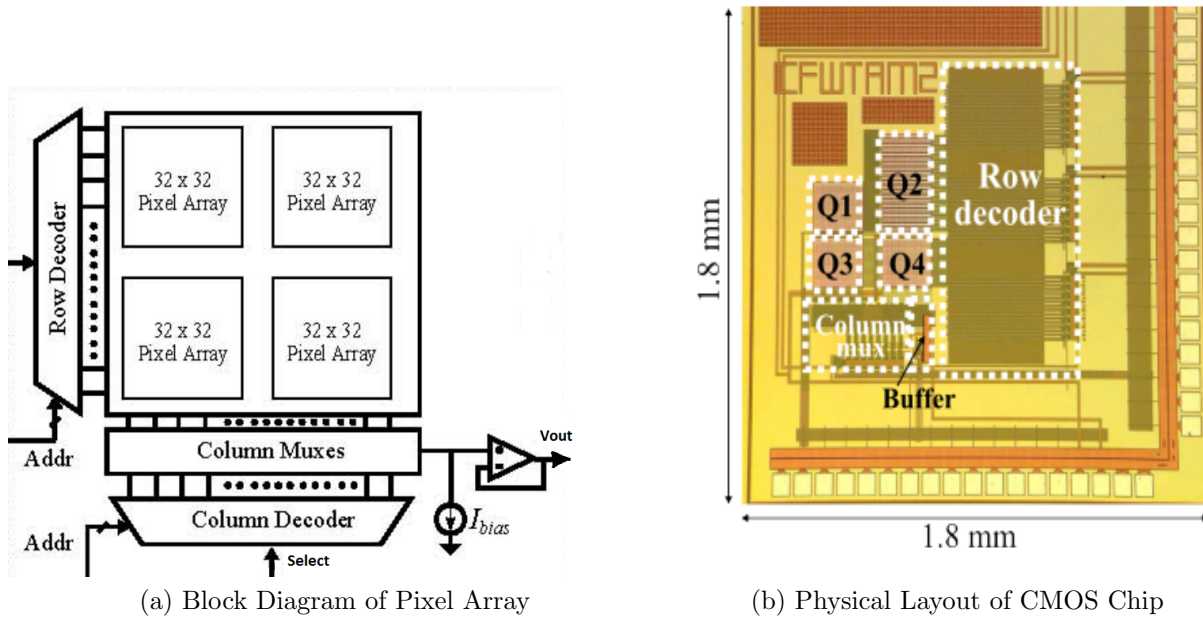 Row Decoder
32 x 32
Pixel Array
32 x 32
Pixel Array
32 x 32
Pixel Array
32 x 32
Pixel Array
Addr
Column Muxes
Vout
Column Decoder
Ibias
Addr
Select
(a) Block Diagram of Pixel Array
1.8 mm
ICFWTAM2
Q1
Q2
Q3
Q4
Row
decoder
Column
mux
Buffer
1.8 mm
(b) Physical Layout of CMOS Chip